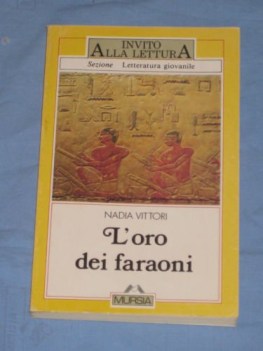 INVITO
ALLA LETTURA
Sezione Letteratura giovanile
NADIA VITTORI
L'oro
dei faraoni
MURSIA